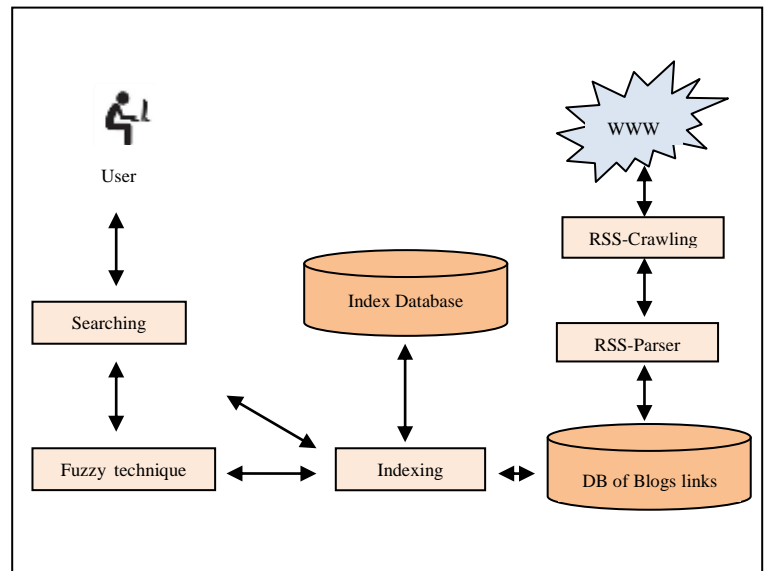 WWW
User
RSS-Crawling
Index Database
Searching
RSS-Parser
Fuzzy technique
Indexing
DB of Blogs links